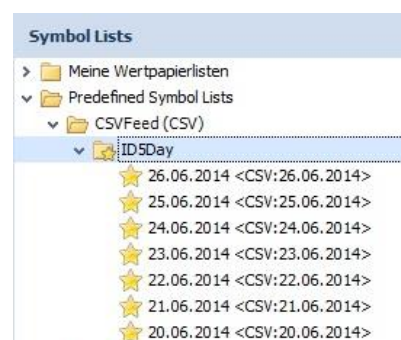 Symbol Lists
Meine Wertpapierlisten
Predefined Symbol Lists
CSVFeed (CSV)
ID5Day
26.06.2014 <CSV:26.06.2014>
25.06.2014 <CSV:25.06.2014>
24.06.2014 <CSV:24.06.2014>
23.06.2014 <CSV:23.06.2014>
22.06.2014 <CSV:22.06.2014>
21.06.2014 <CSV:21.06.2014>
20.06.2014 <CSV:20.06.2014>